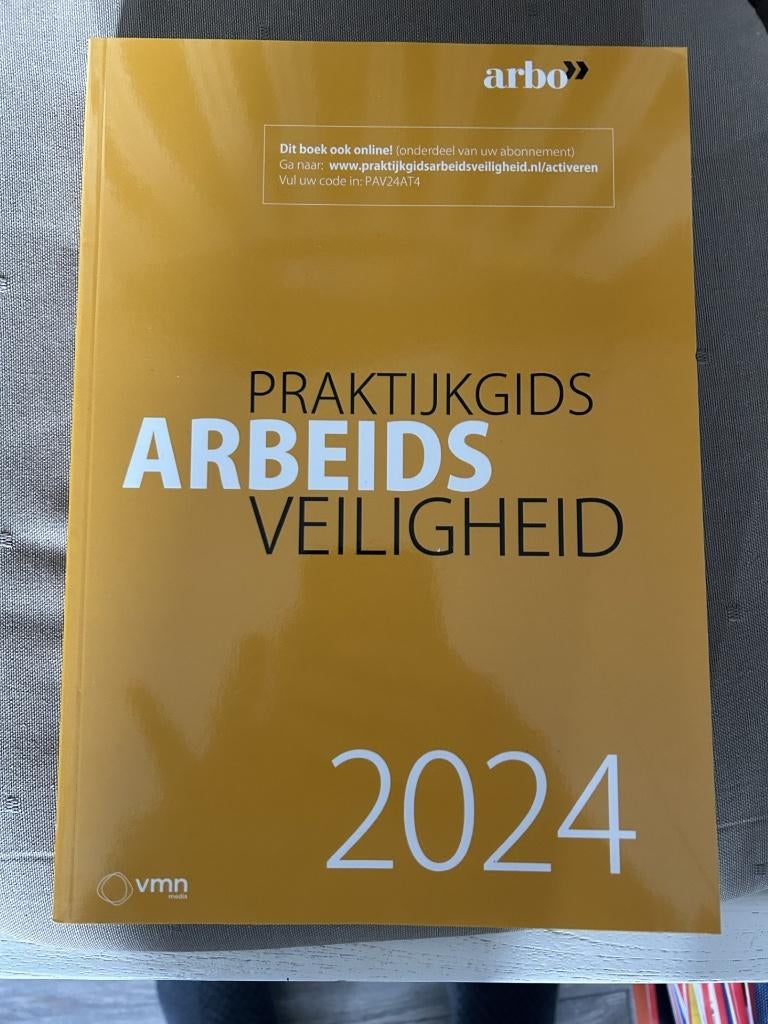 arbo
Dit boek ook online! (onderdeel van uw abonnement)
Ga naar: www.praktijkgidsarbeidsveiligheid.nl/activeren
Vul uw code in: PAV24AT4
PRAKTIJKGIDS
ARBEIDS
VEILIGHEID
2024
vmn
media